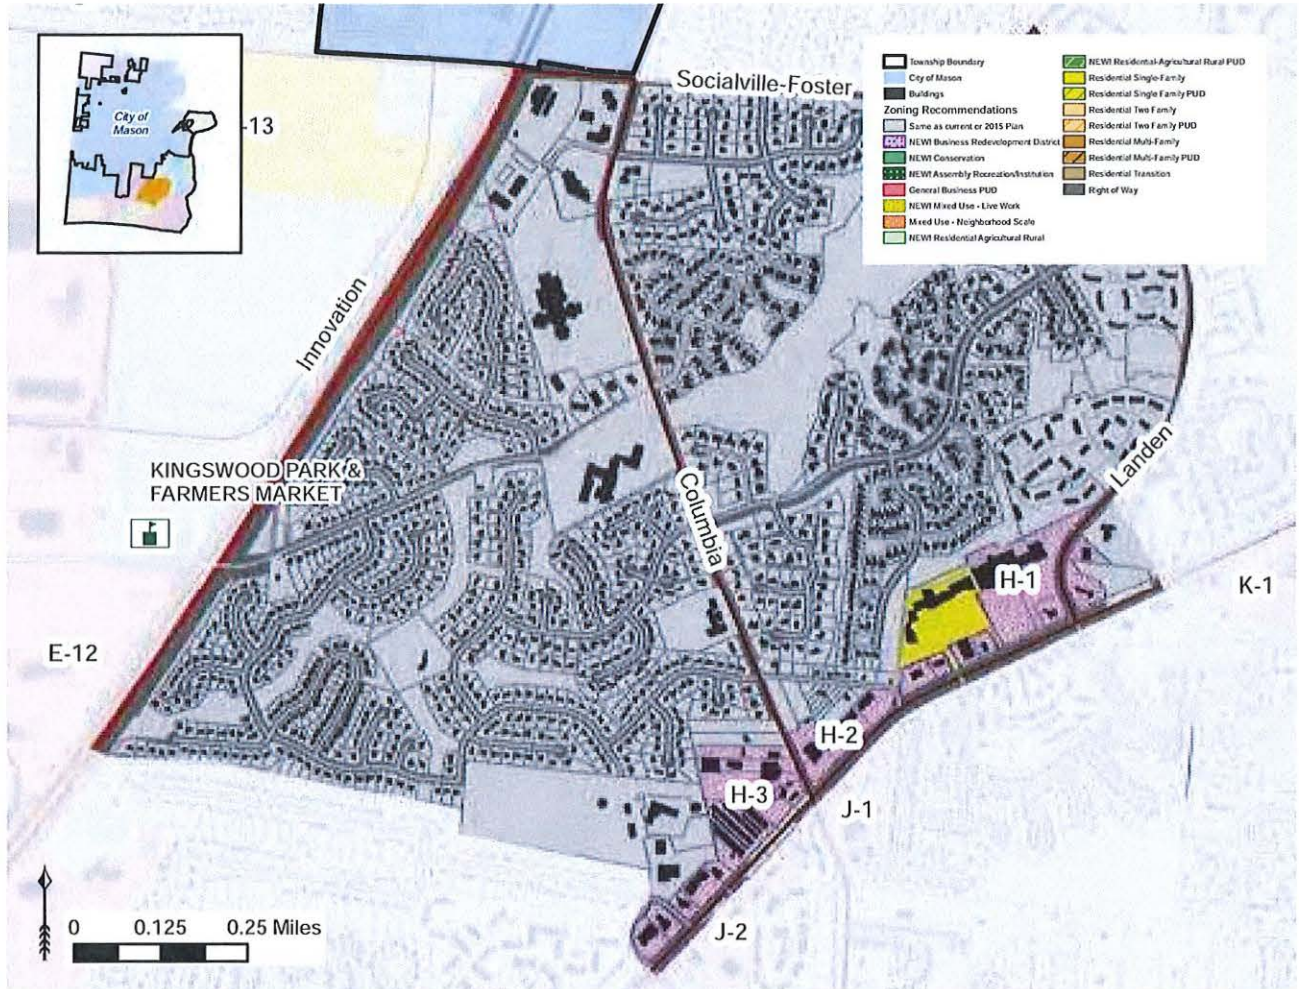 City of
Mason
13
Socialville-Foster
Township Boundary
City of Mason
Buildings
Zoning Recommendations
Same as current or 2015 Plan
NEW! Business Redevelopment District
NEW! Conservation
NEW! Assembly Recreation/Institution
General Business PUD
NEW! Mixed Use - Live Work
Mixed Use - Neighborhood Scale
NEW! Residential Agricultural Rural
NEW! Residential-Agricultural Rural PUD
Residential Single-Family
Residential Single Family PUD
Residential Two Family
Residential Two Family PUD
Residential Multi-Family
Residential Multi-Family PUD
Residential Transition
Right of Way
Innovation
KINGSWOOD PARK &
FARMERS MARKET
Columbia
Landen
H-1
K-1
E-12
H-2
H-3
J-1
J-2
0 0.125 0.25 Miles